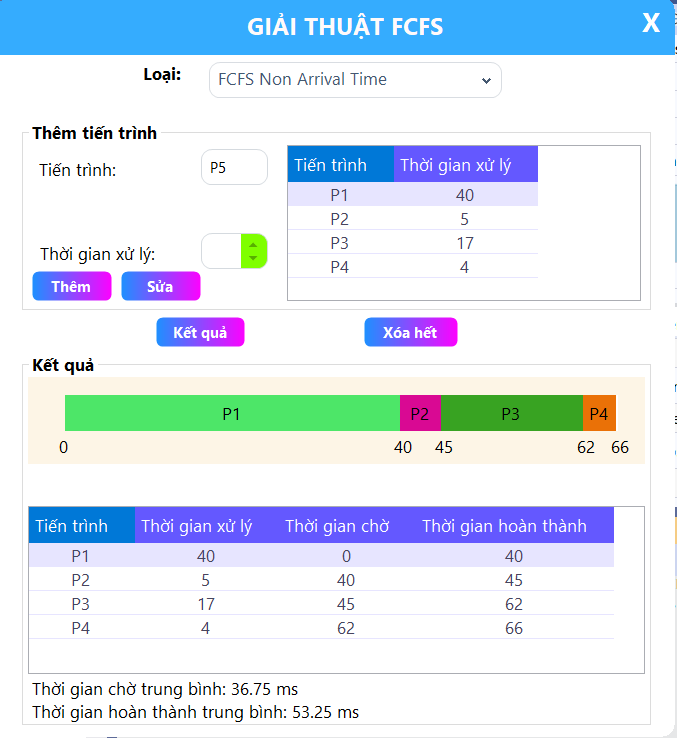 GIẢI THUẬT FCFS X
Loại: FCFS Non Arrival Time
Thêm tiến trình
Tiến trình: P5
Thời gian xử lý:
Thêm Sửa
Tiến trình Thời gian xử lý
P1 40
P2 5
P3 17
P4 4
Kết quả Xóa hết
Kết quả
P1 P2 P3 P4
0 40 45 62 66
Tiến trình Thời gian xử lý Thời gian chờ Thời gian hoàn thành
P1 40 0 40
P2 5 40 45
P3 17 45 62
P4 4 62 66
Thời gian chờ trung bình: 36.75 ms
Thời gian hoàn thành trung bình: 53.25 ms